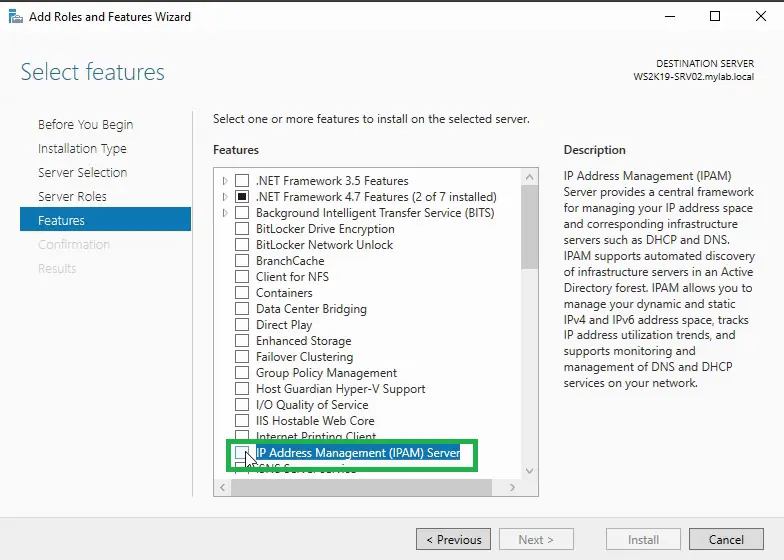 Add Roles and Features Wizard
Select features
DESTINATION SERVER
WS2K19-SRV02.mylab.local
Before You Begin
Installation Type
Server Selection
Server Roles
Features
Confirmation
Results
Select one or more features to install on the selected server.
Features
.NET Framework 3.5 Features
.NET Framework 4.7 Features (2 of 7 installed)
Background Intelligent Transfer Service (BITS)
BitLocker Drive Encryption
BitLocker Network Unlock
BranchCache
Client for NFS
Containers
Data Center Bridging
Direct Play
Enhanced Storage
Failover Clustering
Group Policy Management
Host Guardian Hyper-V Support
I/O Quality of Service
IIS Hostable Web Core
Internet Printing Client
IP Address Management (IPAM) Server
iSNS Server service
Description
IP Address Management (IPAM)
Server provides a central framework
for managing your IP address space
and corresponding infrastructure
servers such as DHCP and DNS.
IPAM supports automated discovery
of infrastructure servers in an Active
Directory forest. IPAM allows you to
manage your dynamic and static
IPv4 and IPv6 address space, tracks
IP address utilization trends, and
supports monitoring and
management of DNS and DHCP
services on your network.
< Previous
Next >
Install
Cancel